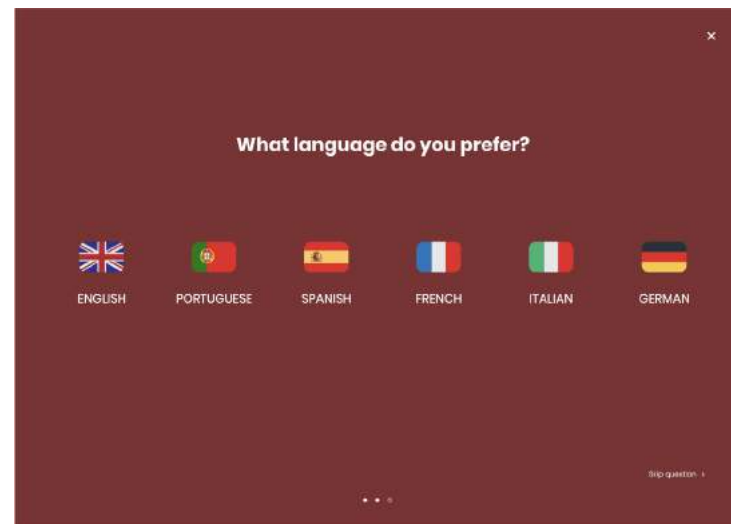 ×
What language do you prefer?
ENGLISH PORTUGUESE SPANISH FRENCH ITALIAN GERMAN
Skip question ›